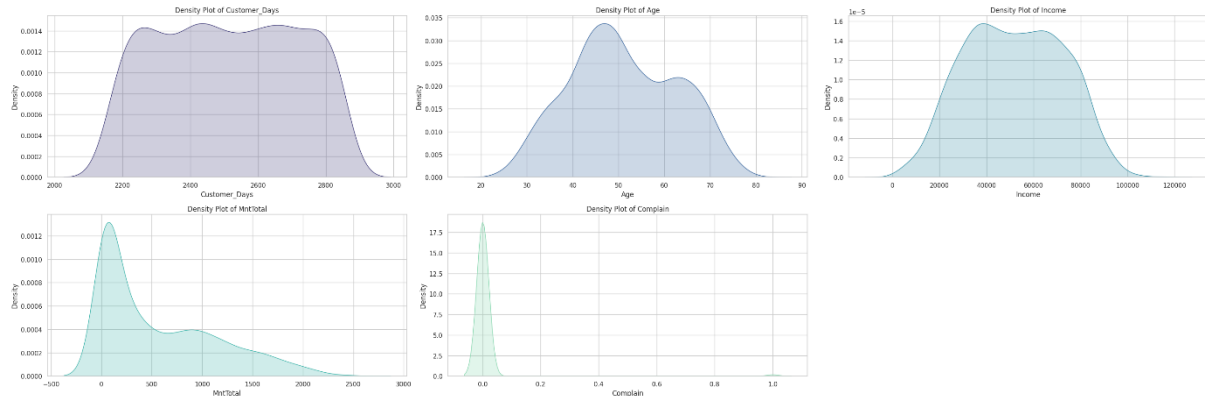 Density Plot of Customer_Days
Density
0.0014
0.0012
0.0010
0.0008
0.0006
0.0004
0.0002
0.0000
2000 2200 2400 2600 2800 3000
Customer_Days
Density Plot of Age
Density
0.035
0.030
0.025
0.020
0.015
0.010
0.005
0.000
20 30 40 50 60 70 80 90
Age
Density Plot of Income
1e−5
Density
1.6
1.4
1.2
1.0
0.8
0.6
0.4
0.2
0.0
0 20000 40000 60000 80000 100000 120000
Income
Density Plot of MntTotal
Density
0.0012
0.0010
0.0008
0.0006
0.0004
0.0002
0.0000
−500 0 500 1000 1500 2000 2500 3000
MntTotal
Density Plot of Complain
Density
17.5
15.0
12.5
10.0
7.5
5.0
2.5
0.0
0.0 0.2 0.4 0.6 0.8 1.0
Complain